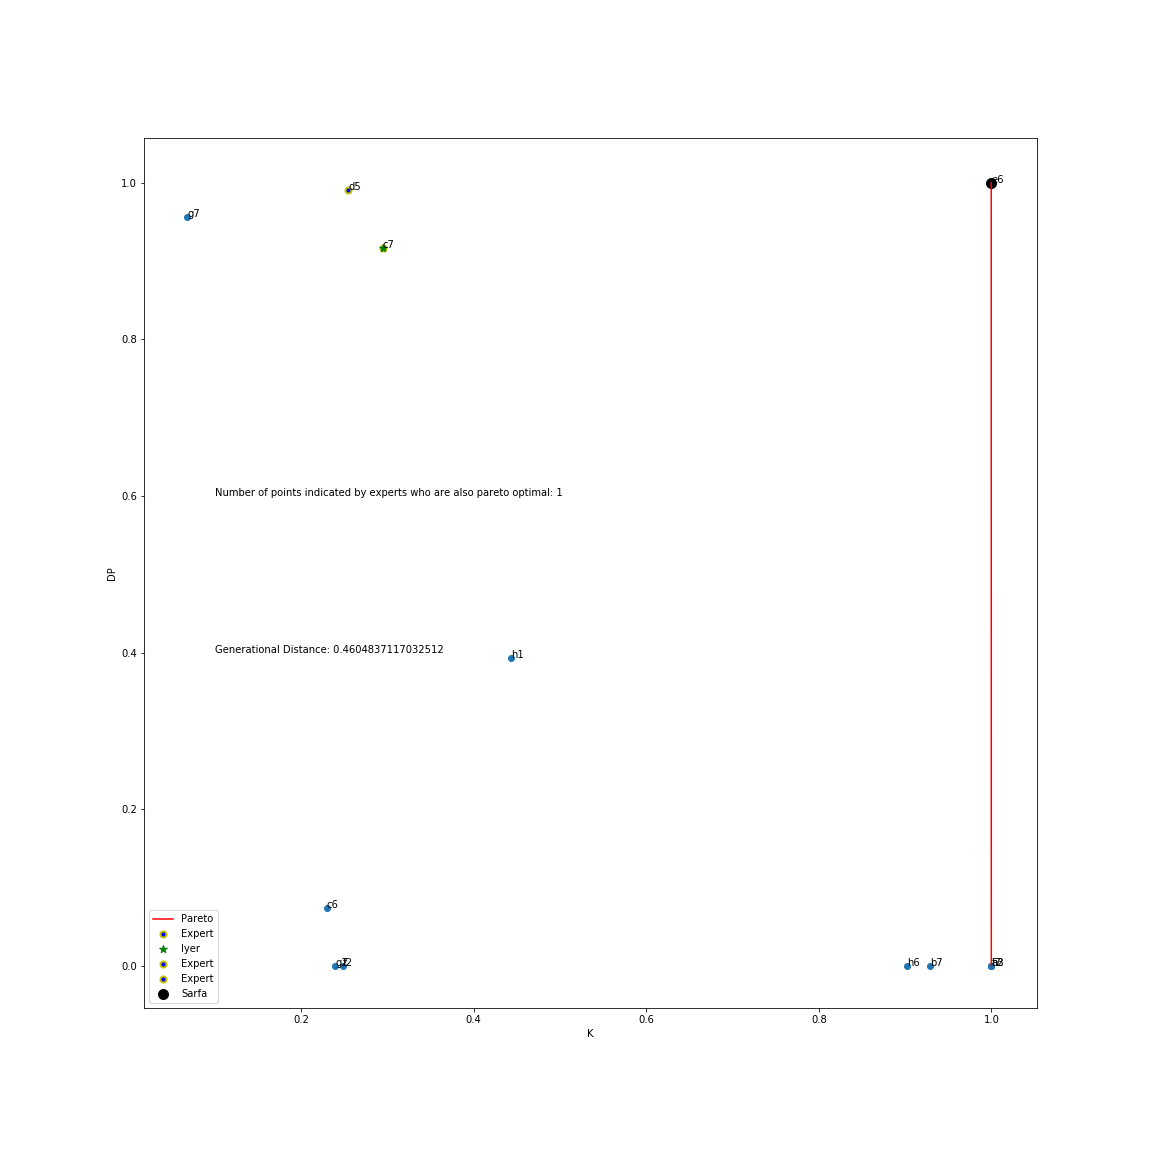 1.0
0.8
0.6
0.4
0.2
0.0
DP
d5
g7
c7
Number of points indicated by experts who are also pareto optimal: 1
Generational Distance: 0.4604837117032512
h1
c6
h6
b7
Pareto
Expert
Iyer
Expert
Expert
Sarfa
0.2
0.4
0.6
0.8
1.0
K